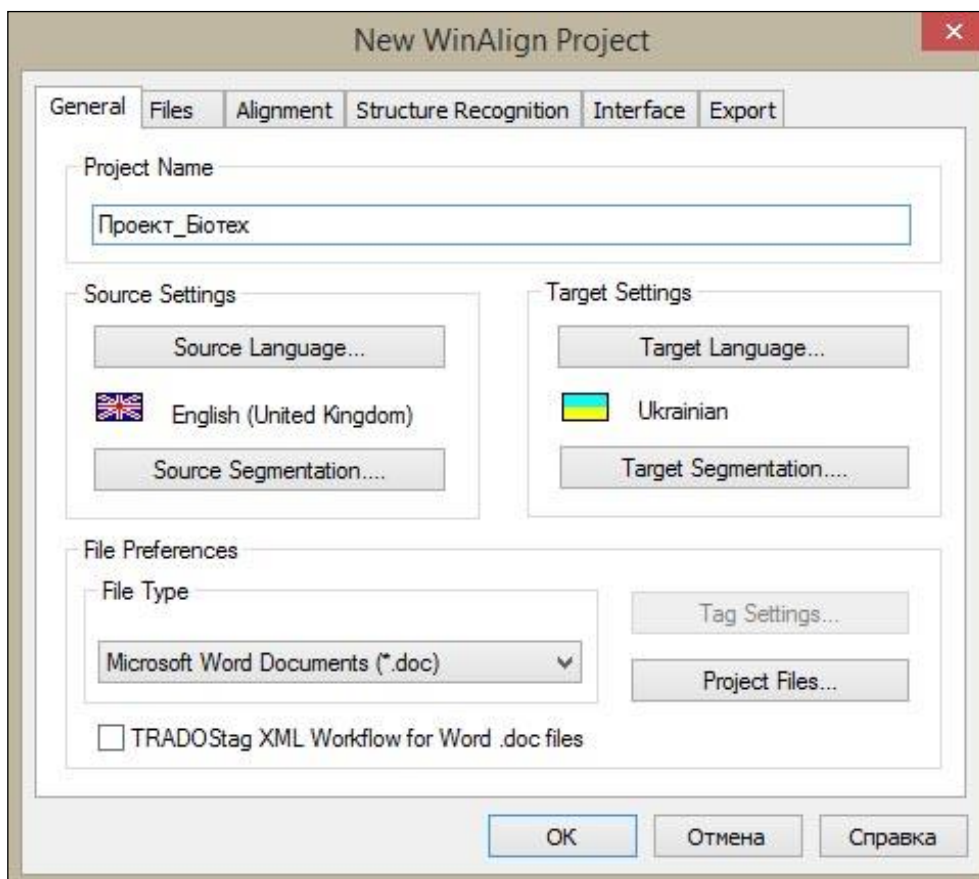 New WinAlign Project
General Files Alignment Structure Recognition Interface Export
Project Name
Проект_Біотех
Source Settings
Source Language...
English (United Kingdom)
Source Segmentation....
Target Settings
Target Language...
Ukrainian
Target Segmentation....
File Preferences
File Type
Microsoft Word Documents (*.doc)
TRADOStag XML Workflow for Word .doc files
Tag Settings...
Project Files...
OK Отмена Справка